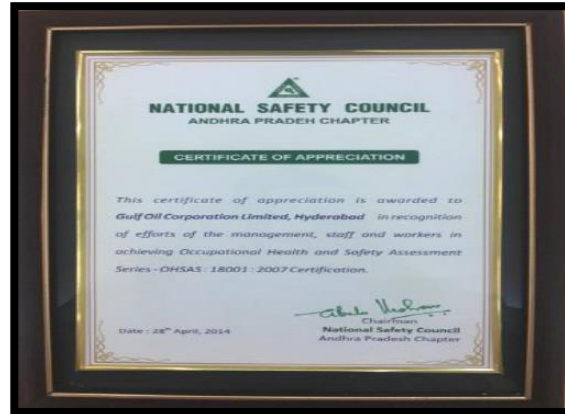 NATIONAL SAFETY COUNCIL
ANDHRA PRADEH CHAPTER
CERTIFICATE OF APPRECIATION
This certificate of appreciation is awarded to
Gulf Oil Corporation Limited, Hyderabad in recognition
of efforts of the management, staff and workers in
achieving Occupational Health and Safety Assessment
Series - OHSAS : 18001 : 2007 Certification.
Chairman
Date : 28th April, 2014
National Safety Council
Andhra Pradesh Chapter